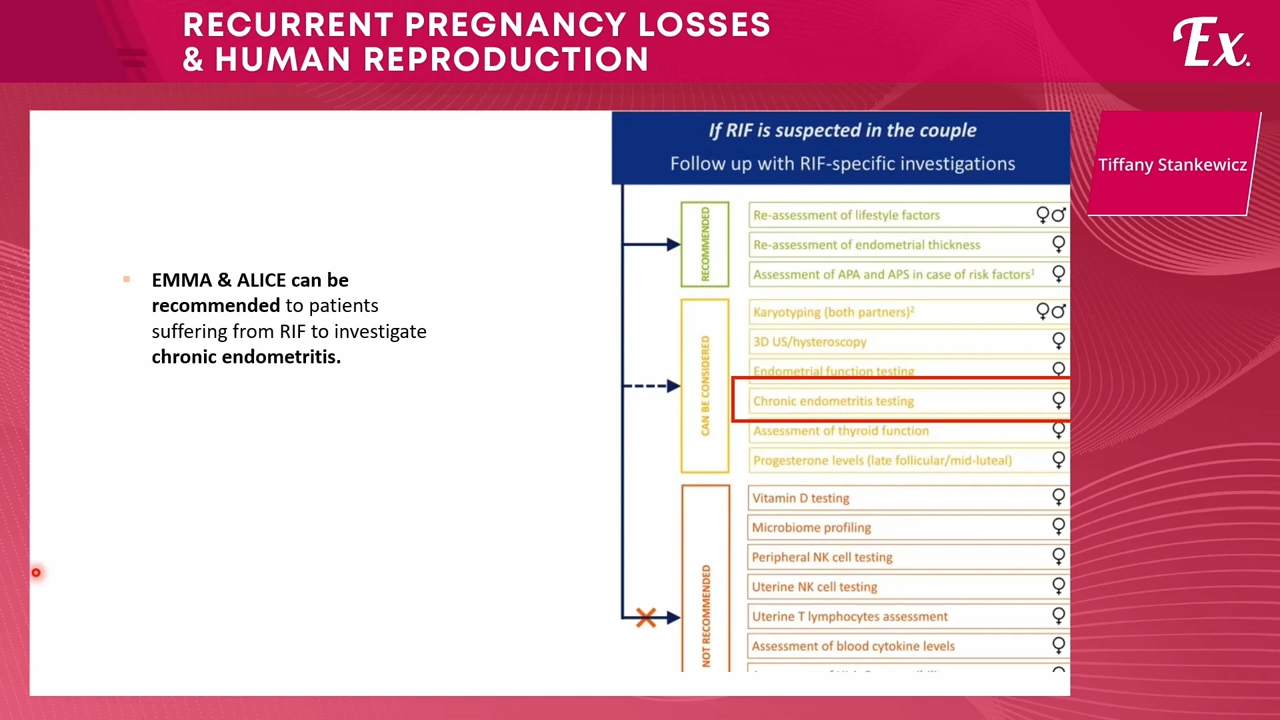 RECURRENT PREGNANCY LOSSES
& HUMAN REPRODUCTION
Ex.
Tiffany Stankewicz
EMMA & ALICE can be
recommended to patients
suffering from RIF to investigate
chronic endometritis.
If RIF is suspected in the couple
Follow up with RIF-specific investigations
RECOMMENDED
Re-assessment of lifestyle factors
Re-assessment of endometrial thickness
Assessment of APA and APS in case of risk factors¹
CAN BE CONSIDERED
Karyotyping (both partners)²
3D US/hysteroscopy
Endometrial function testing
Chronic endometritis testing
Assessment of thyroid function
Progesterone levels (late follicular/mid-luteal)
NOT RECOMMENDED
Vitamin D testing
Microbiome profiling
Peripheral NK cell testing
Uterine NK cell testing
Uterine T lymphocytes assessment
Assessment of blood cytokine levels